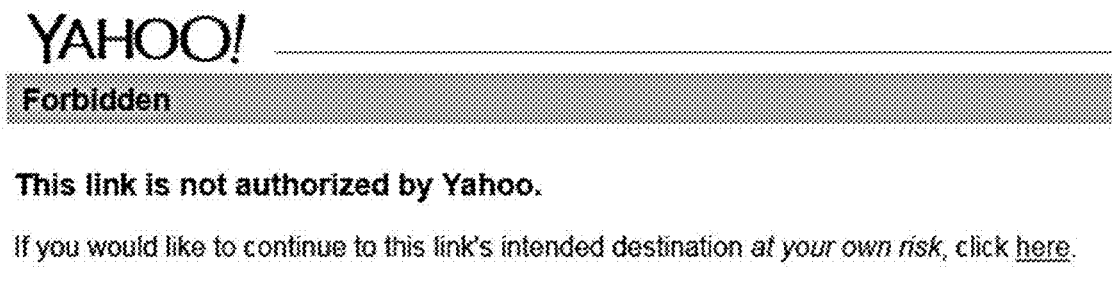 YAHOO!
Forbidden
This link is not authorized by Yahoo.
If you would like to continue to this link's intended destination at your own risk, click here.